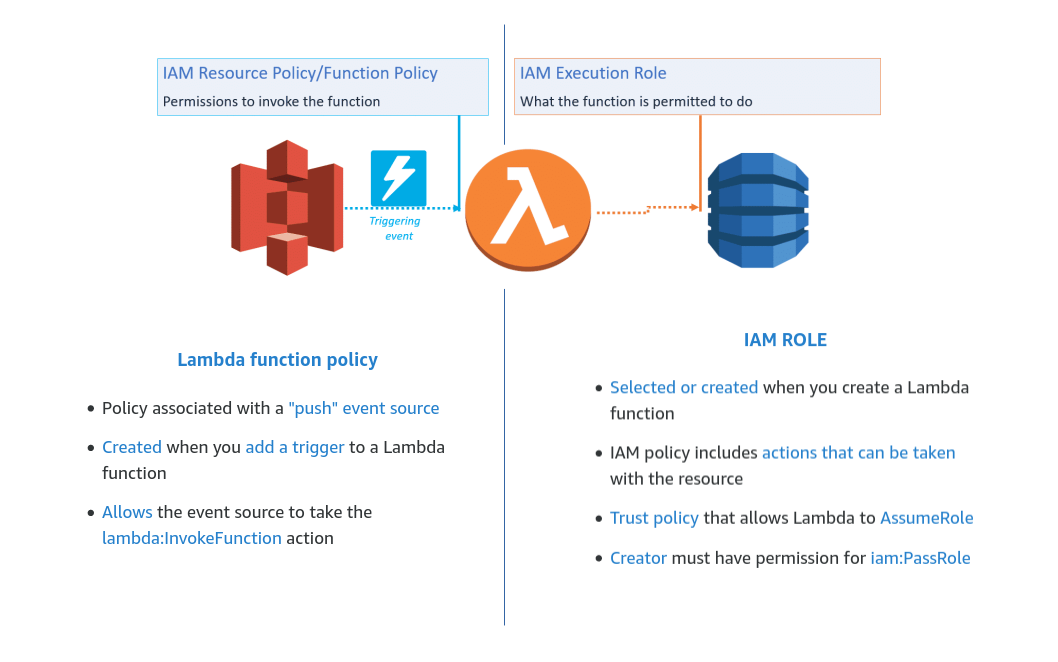 IAM Resource Policy/Function Policy
Permissions to invoke the function
IAM Execution Role
What the function is permitted to do
Triggering
event
Lambda function policy
• Policy associated with a "push" event source
• Created when you add a trigger to a Lambda
function
• Allows the event source to take the
lambda:InvokeFunction action
IAM ROLE
• Selected or created when you create a Lambda
function
• IAM policy includes actions that can be taken
with the resource
• Trust policy that allows Lambda to AssumeRole
• Creator must have permission for iam:PassRole